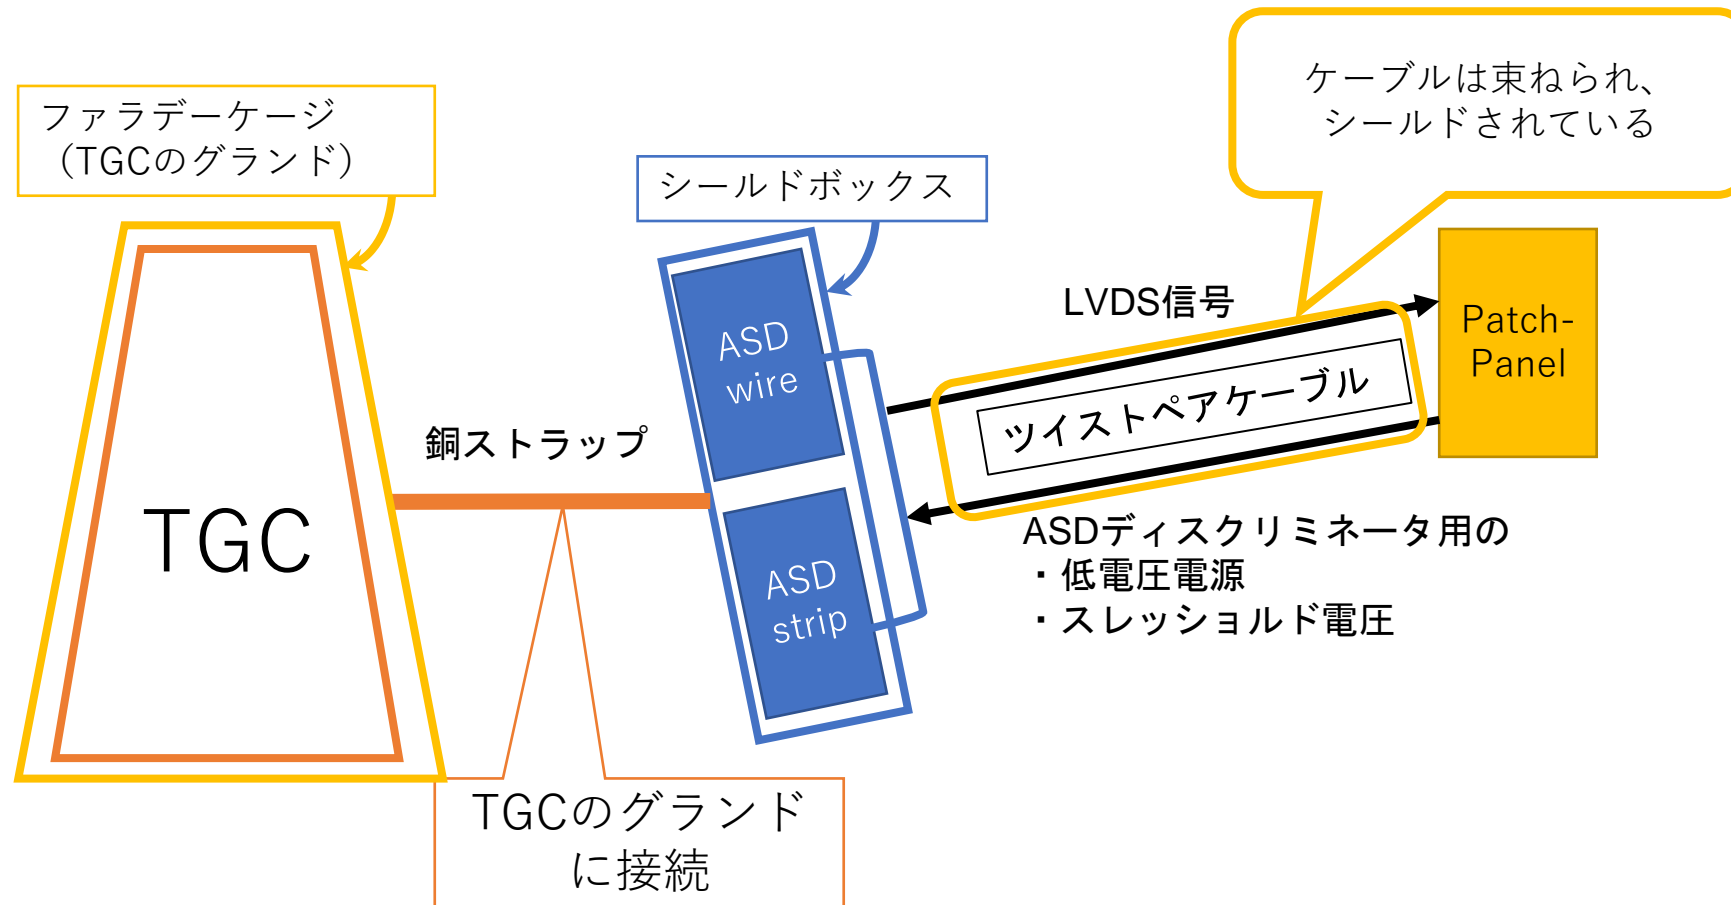 ケーブルは束ねられ、
シールドされている
ファラデーケージ
（TGCのグランド）
シールドボックス
LVDS信号
Patch-
Panel
ASD
wire
ツイストペアケーブル
銅ストラップ
TGC
ASDディスクリミネータ用の
・低電圧電源
・スレッショルド電圧
ASD
strip
TGCのグランド
に接続